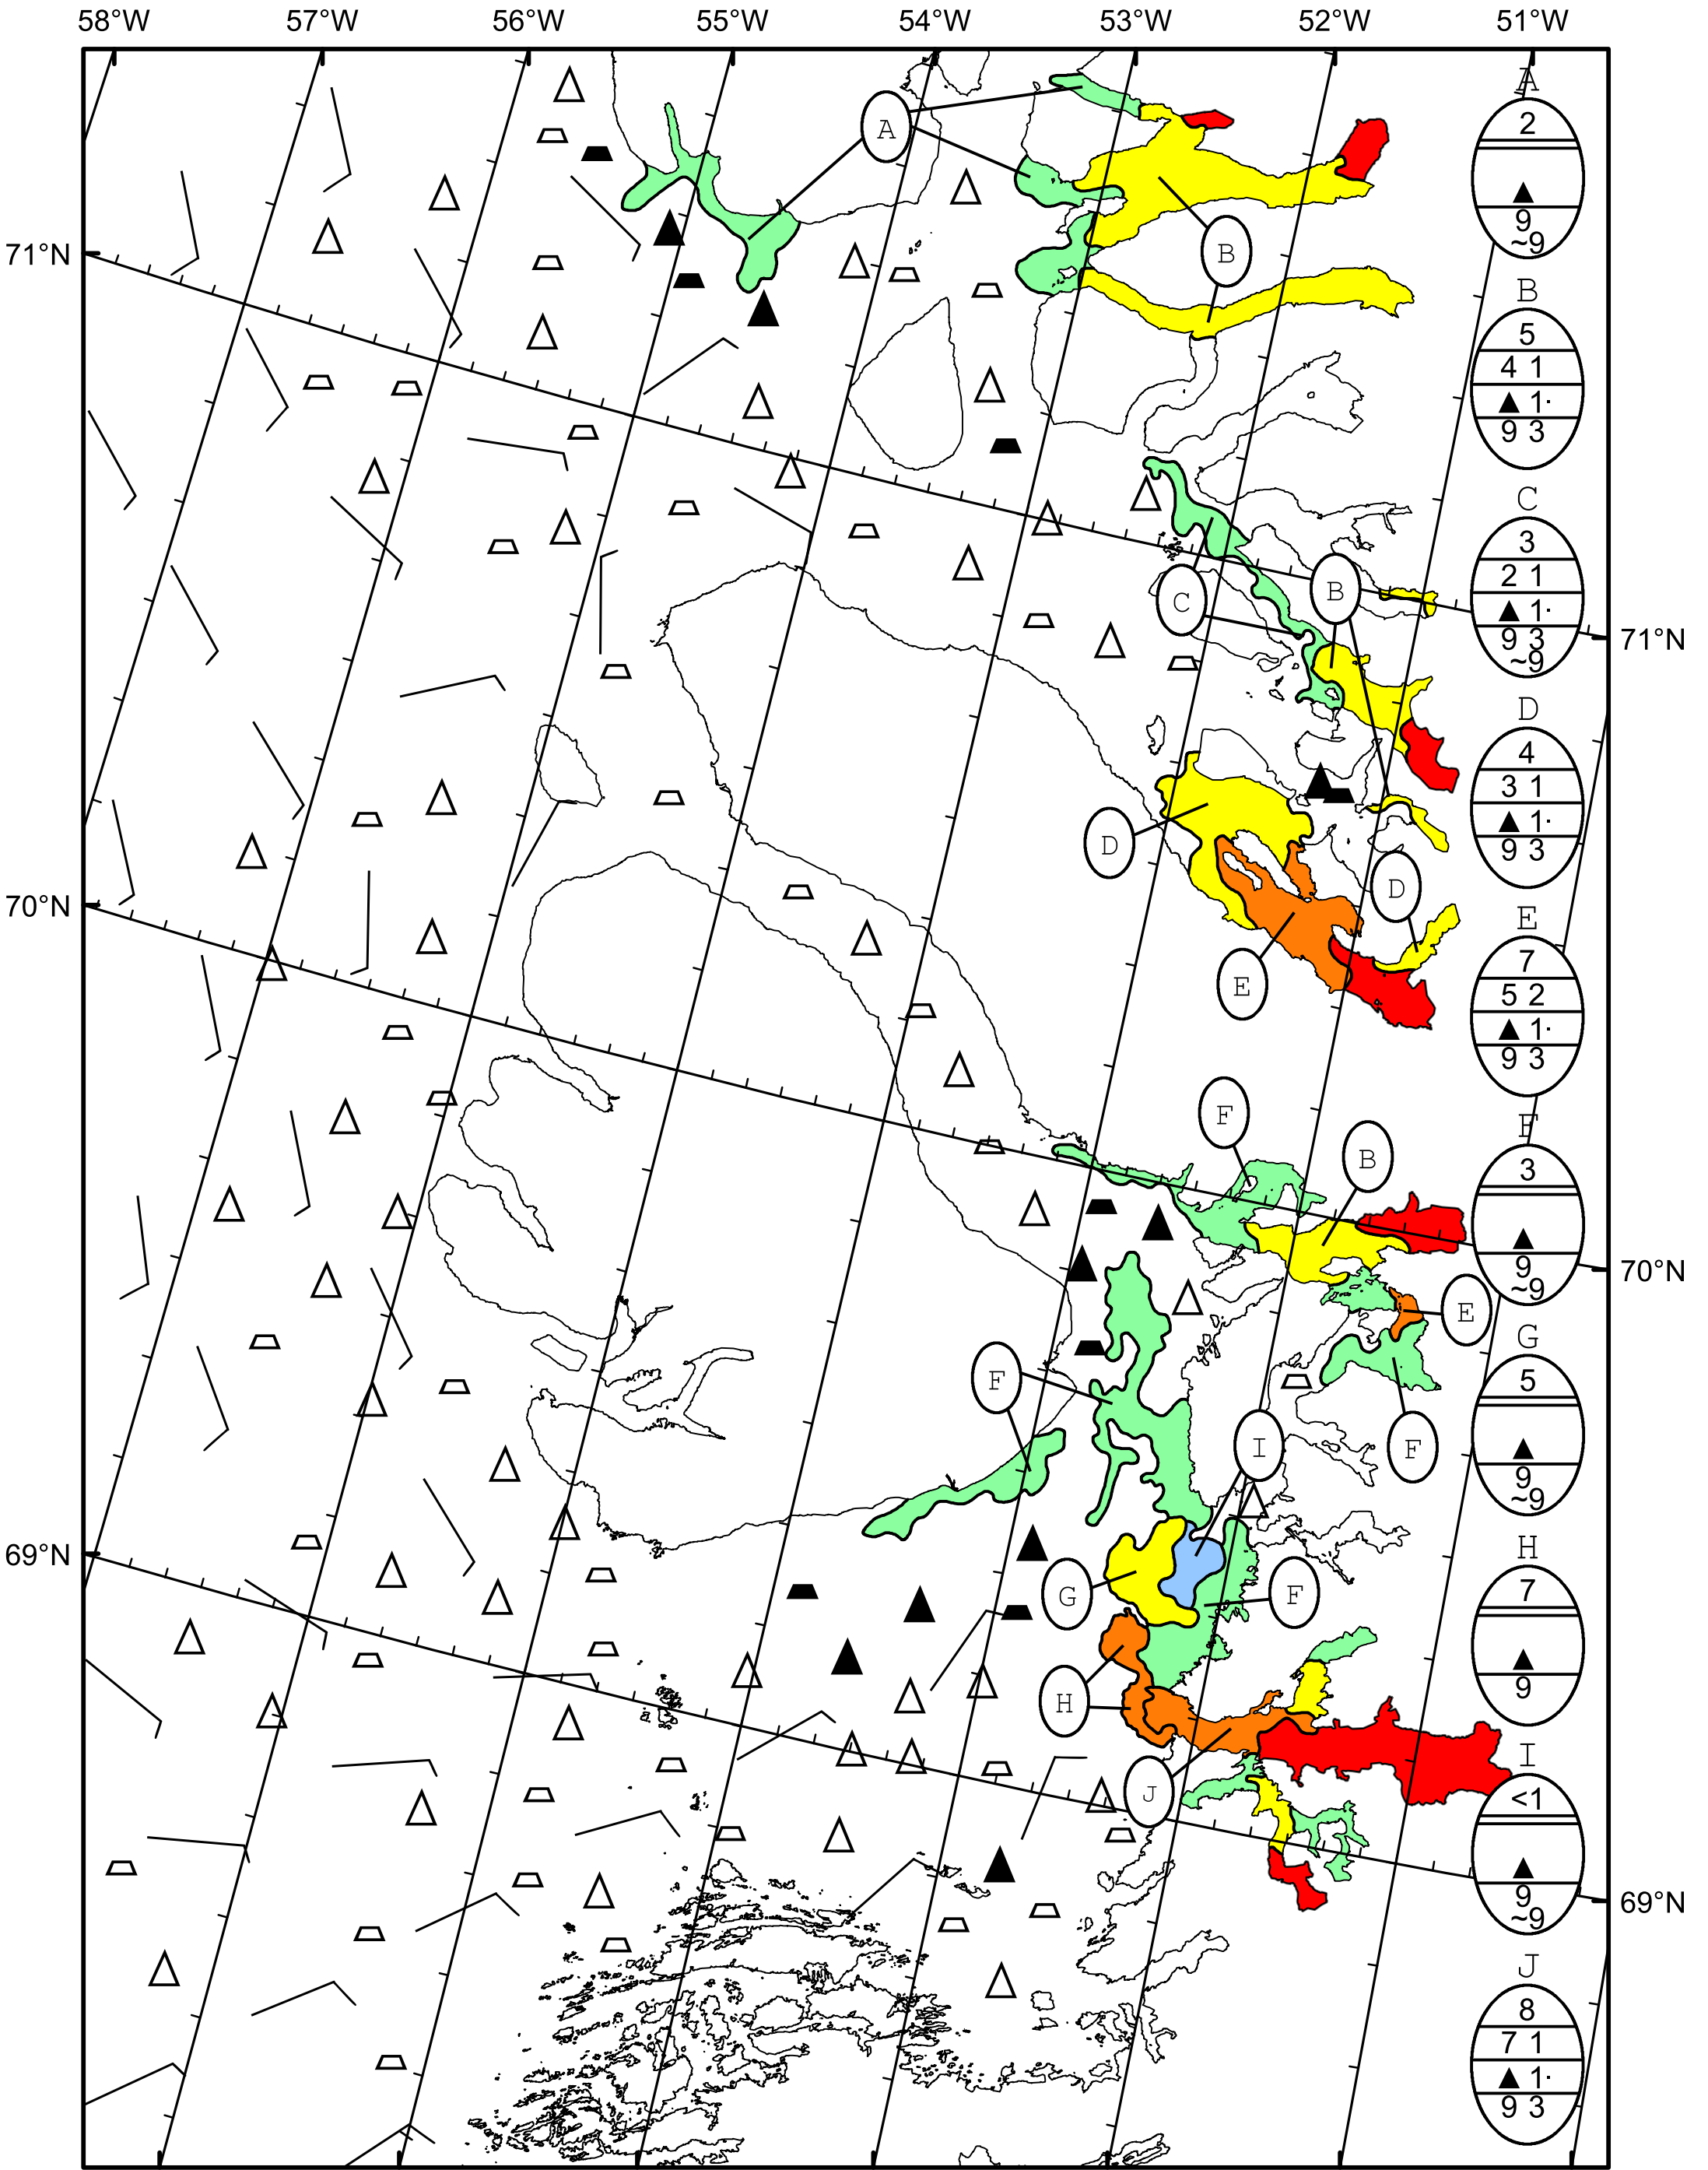 58°W 57°W 56°W 55°W 54°W 53°W 52°W 51°W
A
2
9
~9
A
B
71°N
B
5
4 1
▲ 1·
9 3
C
3
2 1
▲ 1·
9 3
~9
C
B
71°N
D
4
3 1
▲ 1·
9 3
D
D
70°N
E
7
5 2
▲ 1·
9 3
E
F
B
F
3
▲
9
~9
70°N
E
G
5
▲
9
~9
F
F
I
69°N
H
7
▲
9
G
F
H
J
I
<1
▲
9
~9
69°N
J
8
7 1
▲ 1·
9 3